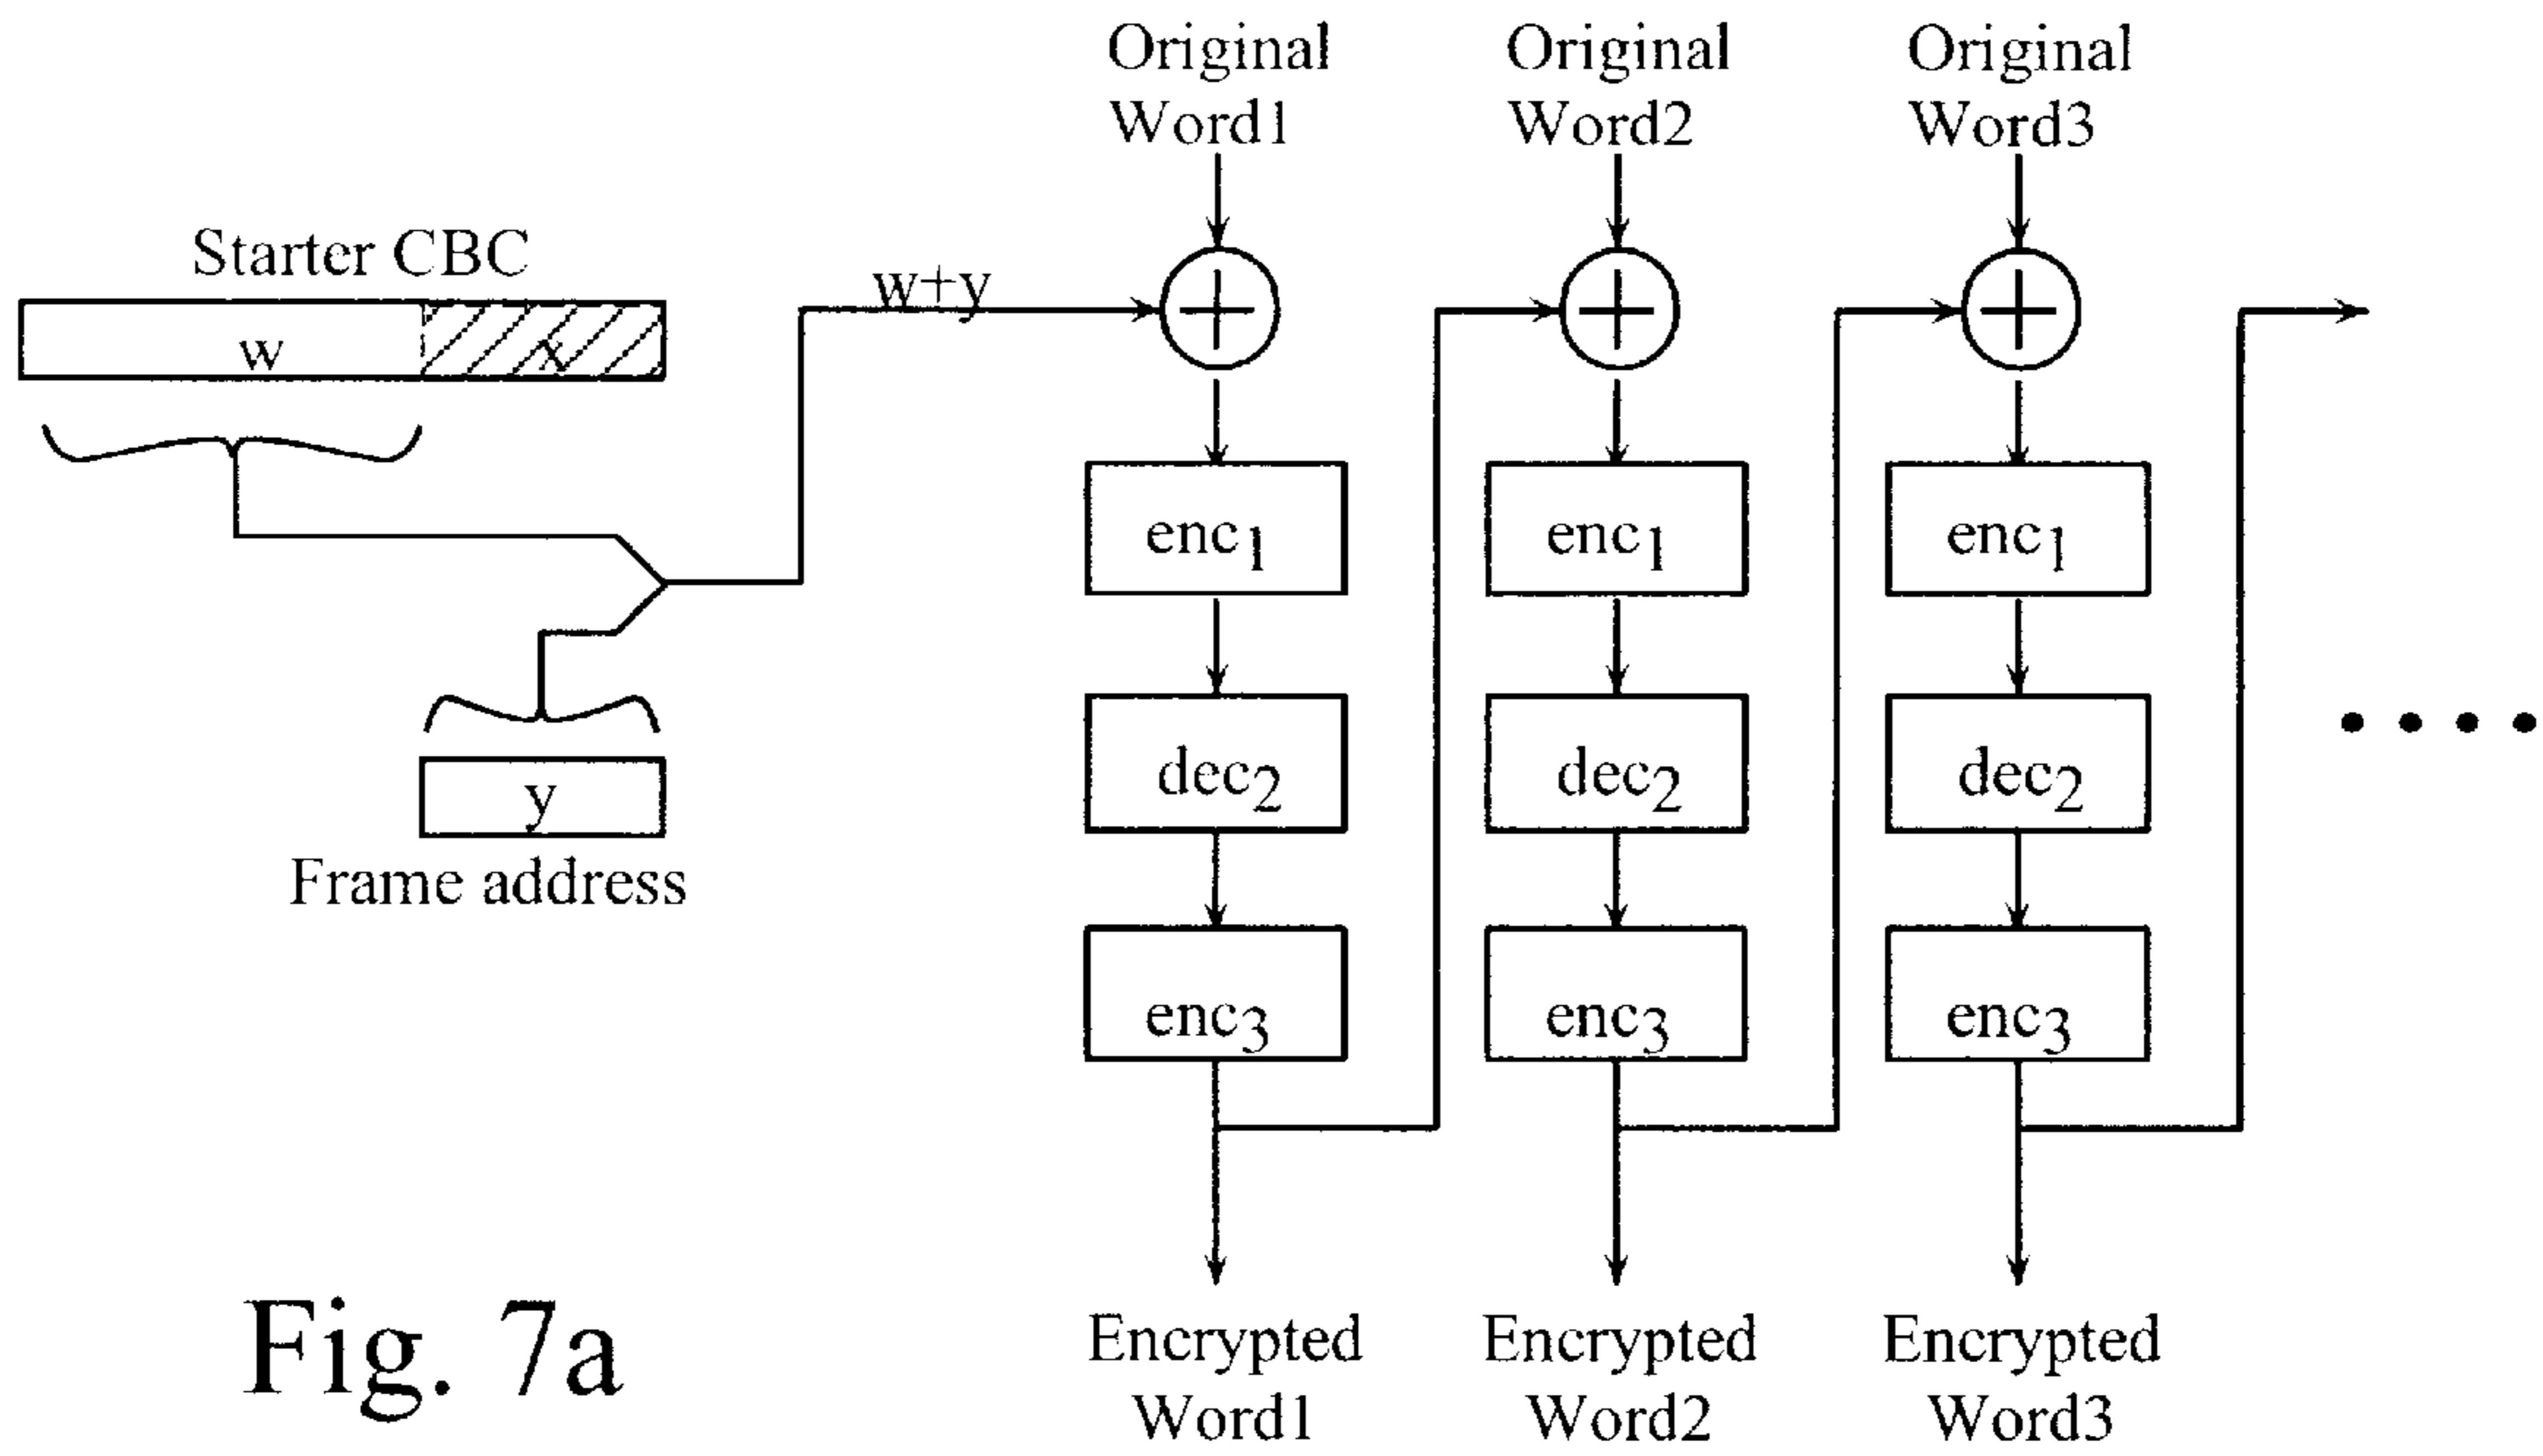 Original
Word1
Original
Word2
Original
Word3
Starter CBC
w
x
w+y
enc1
enc1
enc1
dec2
dec2
dec2
y
Frame address
enc3
enc3
enc3
Encrypted
Word1
Encrypted
Word2
Encrypted
Word3
Fig. 7a